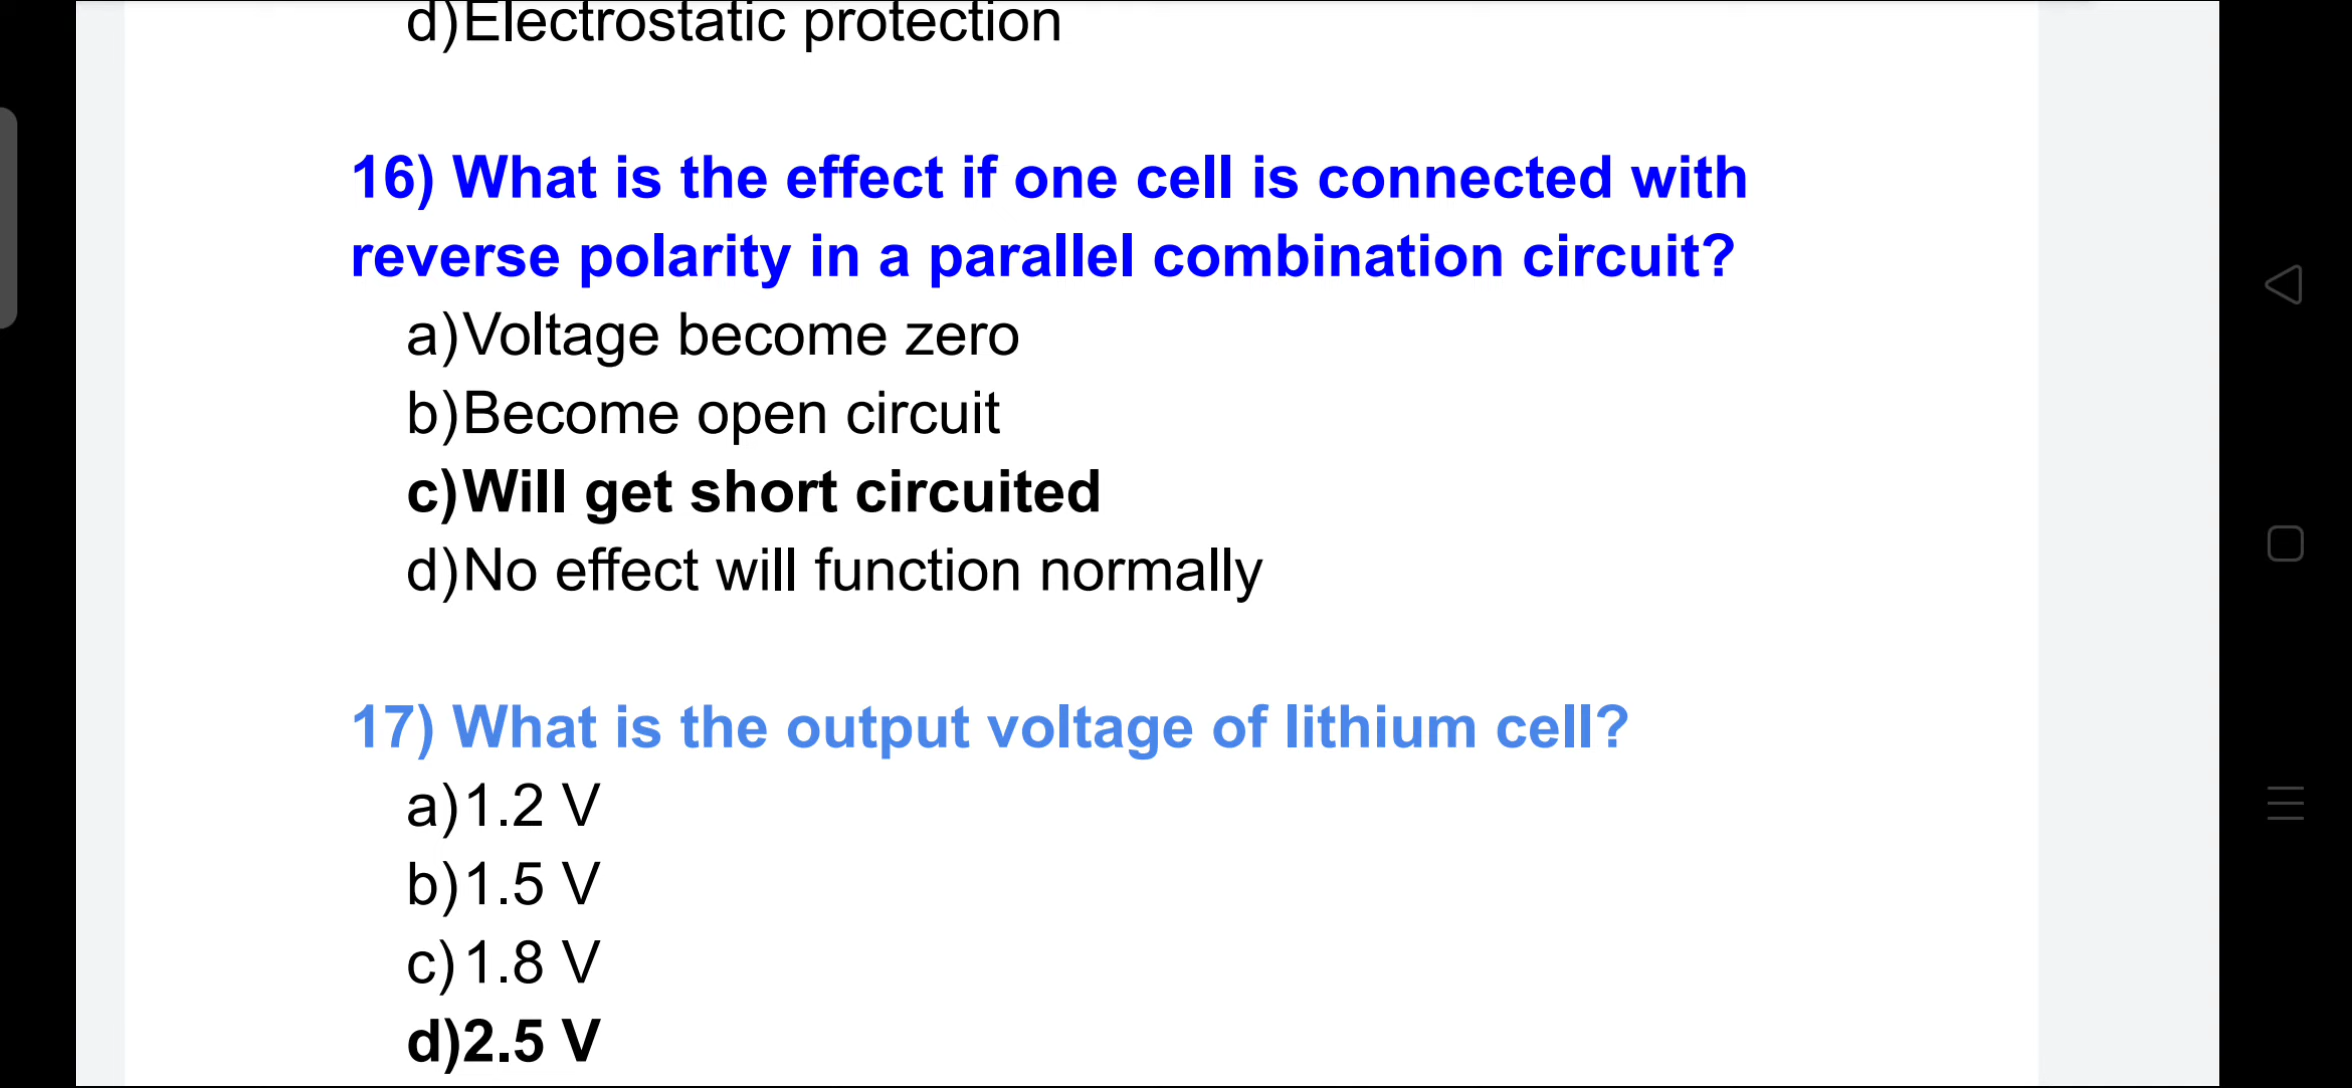 d)Electrostatic protection
16) What is the effect if one cell is connected with
reverse polarity in a parallel combination circuit?
a)Voltage become zero
b)Become open circuit
c)Will get short circuited
d)No effect will function normally
17) What is the output voltage of lithium cell?
a)1.2 V
b)1.5 V
c)1.8 V
d)2.5 V